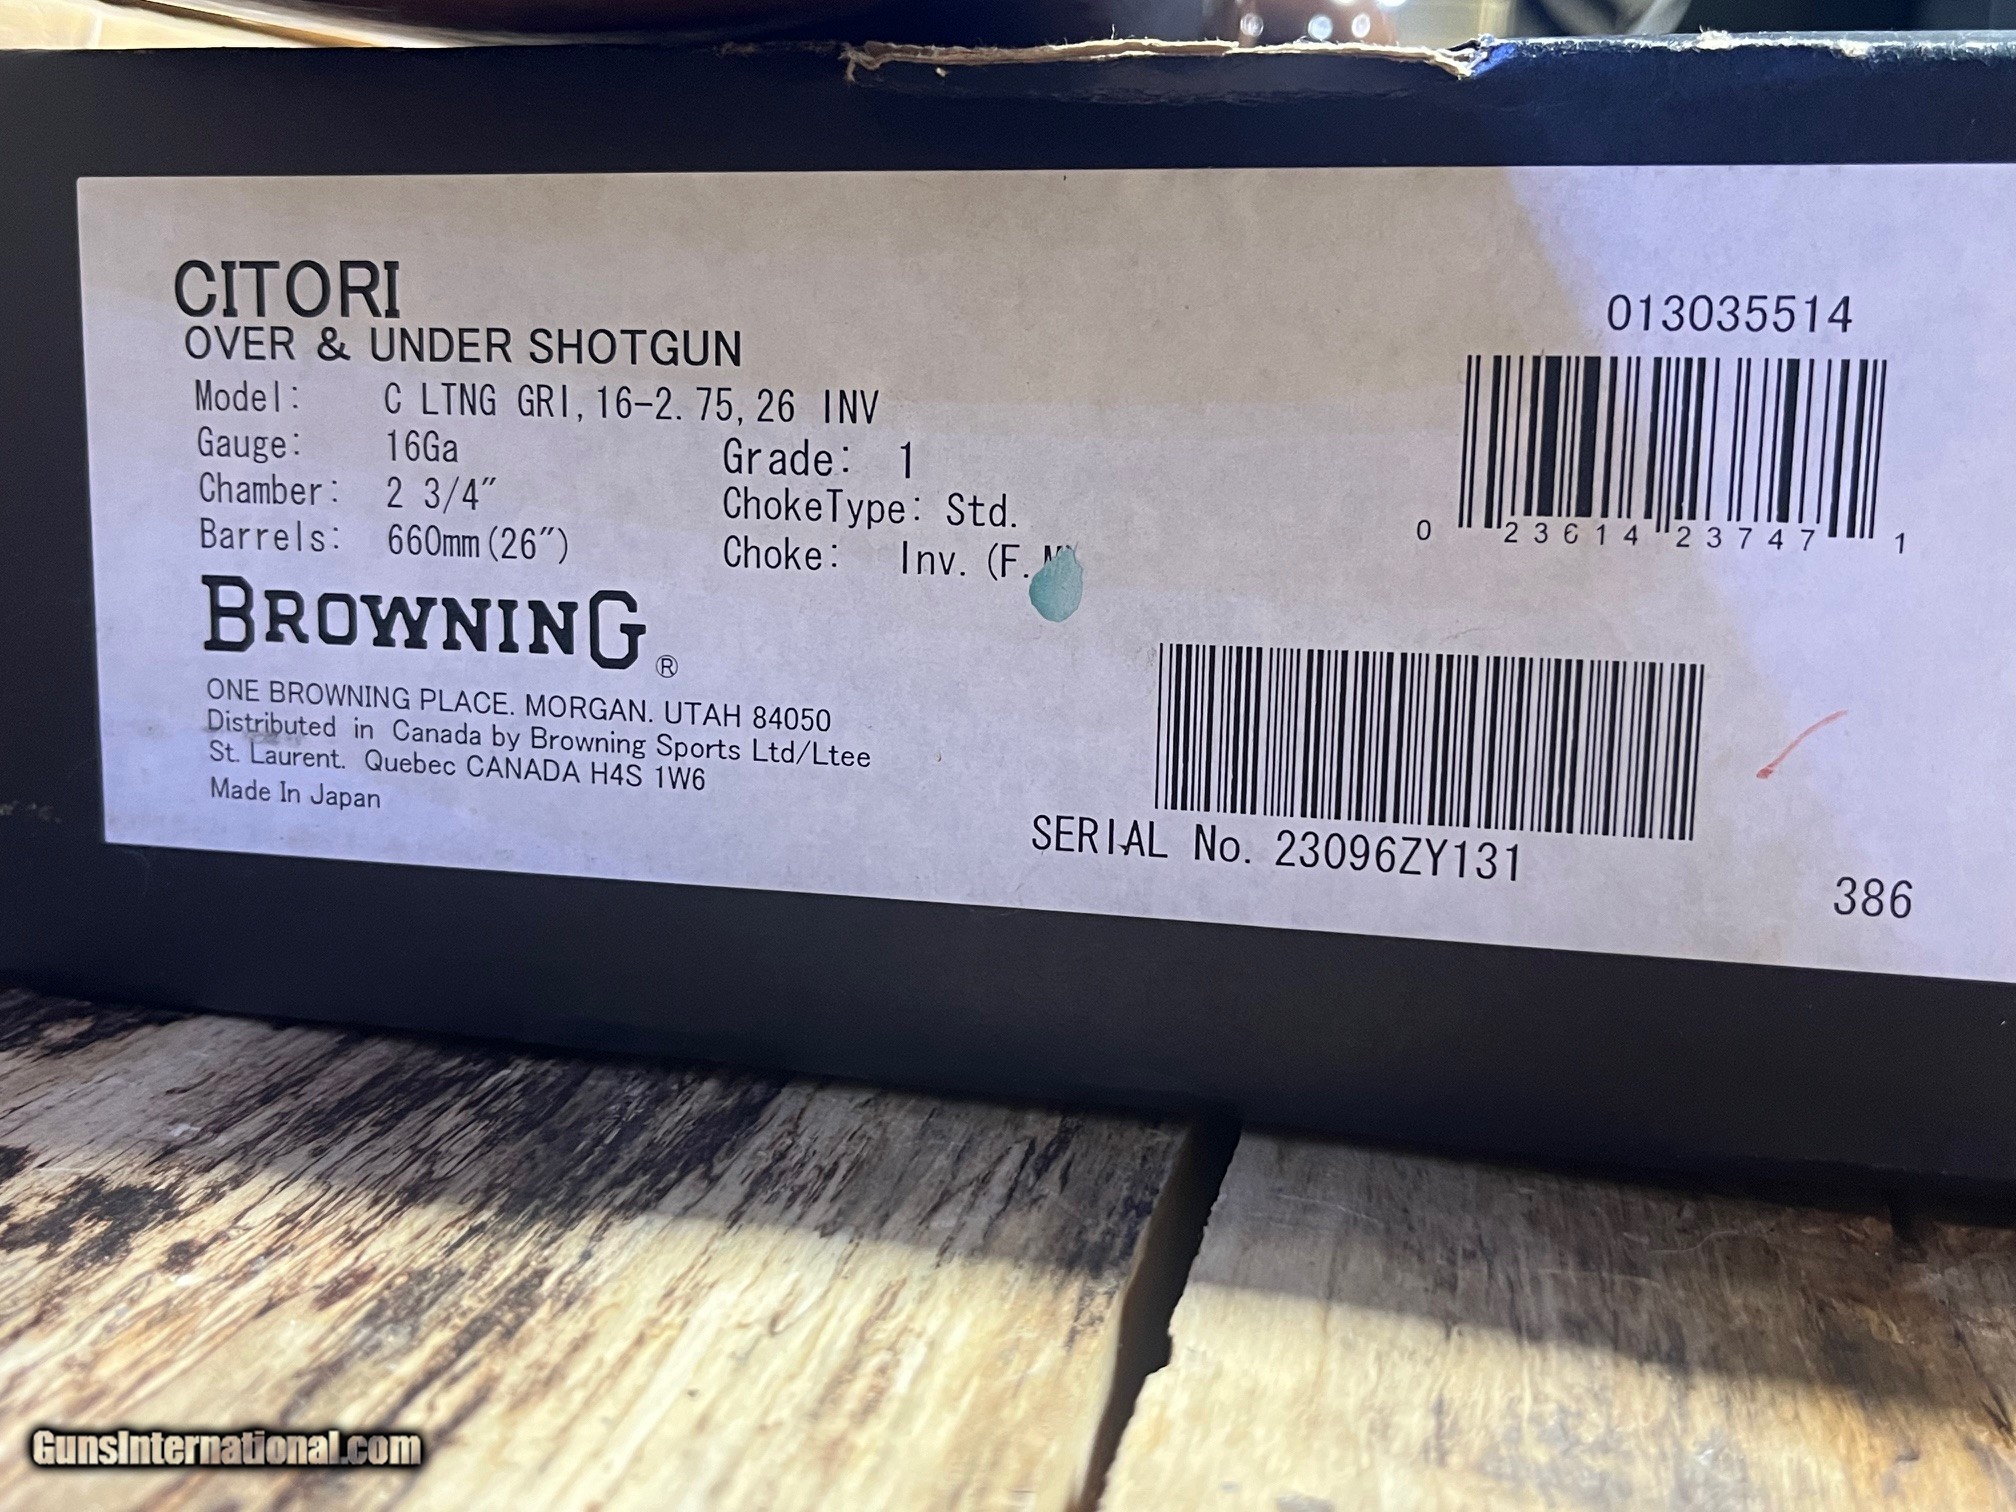 CITORI
OVER & UNDER SHOTGUN
Model: C LTNG GRI, 16-2.75, 26 INV
Gauge: 16Ga
Grade: 1
Chamber: 2 3/4"
ChokeType: Std.
Barrels: 660mm(26")
Choke: Inv. (F.
BROWNING®
ONE BROWNING PLACE. MORGAN. UTAH 84050
Distributed in Canada by Browning Sports Ltd/Ltee
St. Laurent. Quebec CANADA H4S 1W6
Made In Japan
013035514
0 23614 23747 1
SERIAL No. 23096ZY131
386
GunsInternational.com